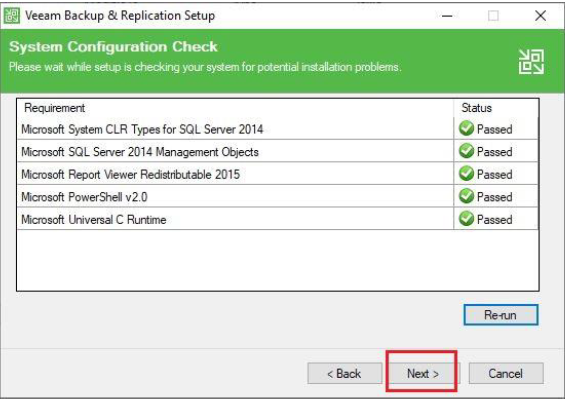 Veeam Backup & Replication Setup
System Configuration Check
Please wait while setup is checking your system for potential installation problems.
Requirement Status
Microsoft System CLR Types for SQL Server 2014 Passed
Microsoft SQL Server 2014 Management Objects Passed
Microsoft Report Viewer Redistributable 2015 Passed
Microsoft PowerShell v2.0 Passed
Microsoft Universal C Runtime Passed
Re-run
< Back Next > Cancel